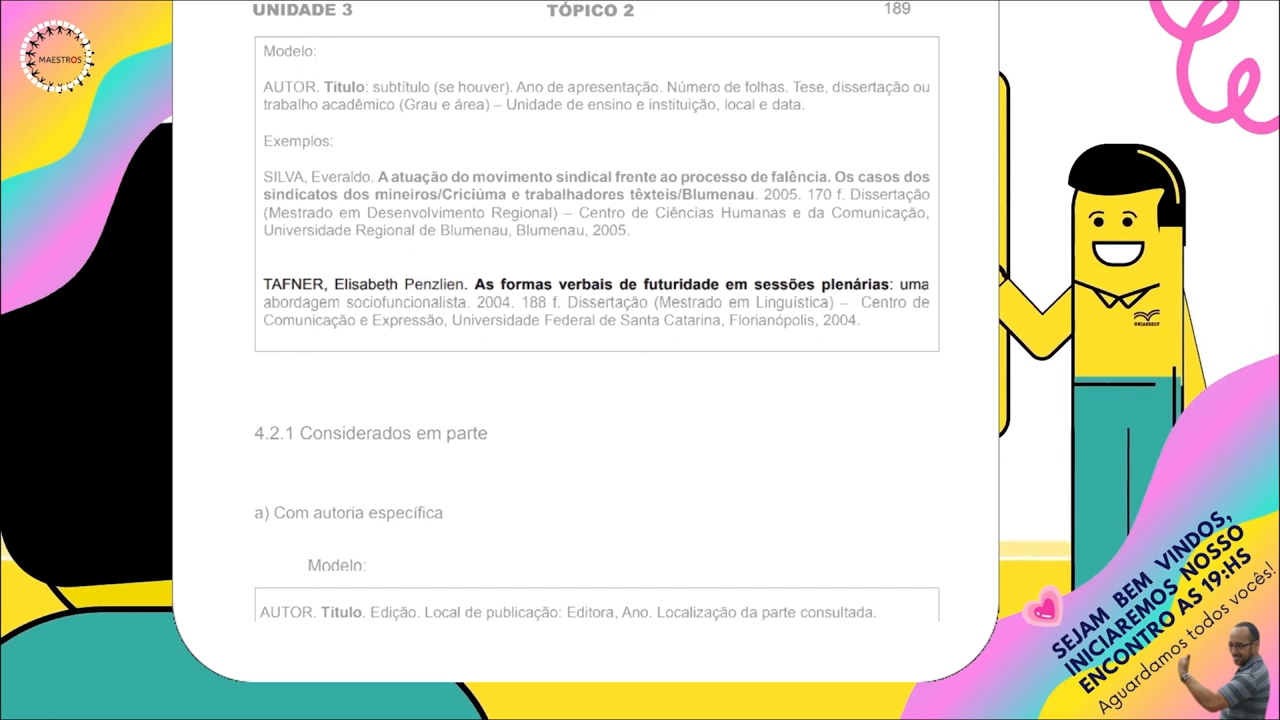 MAESTROS
UNIDADE 3 TÓPICO 2 189
Modelo:
AUTOR. Título: subtítulo (se houver). Ano de apresentação. Número de folhas. Tese, dissertação ou
trabalho acadêmico (Grau e área) – Unidade de ensino e instituição, local e data.
Exemplos:
SILVA, Everaldo. A atuação do movimento sindical frente ao processo de falência. Os casos dos
sindicatos dos mineiros/Criciúma e trabalhadores têxteis/Blumenau. 2005. 170 f. Dissertação
(Mestrado em Desenvolvimento Regional) – Centro de Ciências Humanas e da Comunicação,
Universidade Regional de Blumenau, Blumenau, 2005.
TAFNER, Elisabeth Penzlien. As formas verbais de futuridade em sessões plenárias: uma
abordagem sociofuncionalista. 2004. 188 f. Dissertação (Mestrado em Linguística) – Centro de
Comunicação e Expressão, Universidade Federal de Santa Catarina, Florianópolis, 2004.
4.2.1 Considerados em parte
a) Com autoria específica
Modelo:
AUTOR. Título. Edição. Local de publicação: Editora, Ano. Localização da parte consultada.
UNIASSELVI
SEJAM BEM VINDOS,
INICIAREMOS NOSSO
ENCONTRO AS 19:HS
Aguardamos todos vocês!